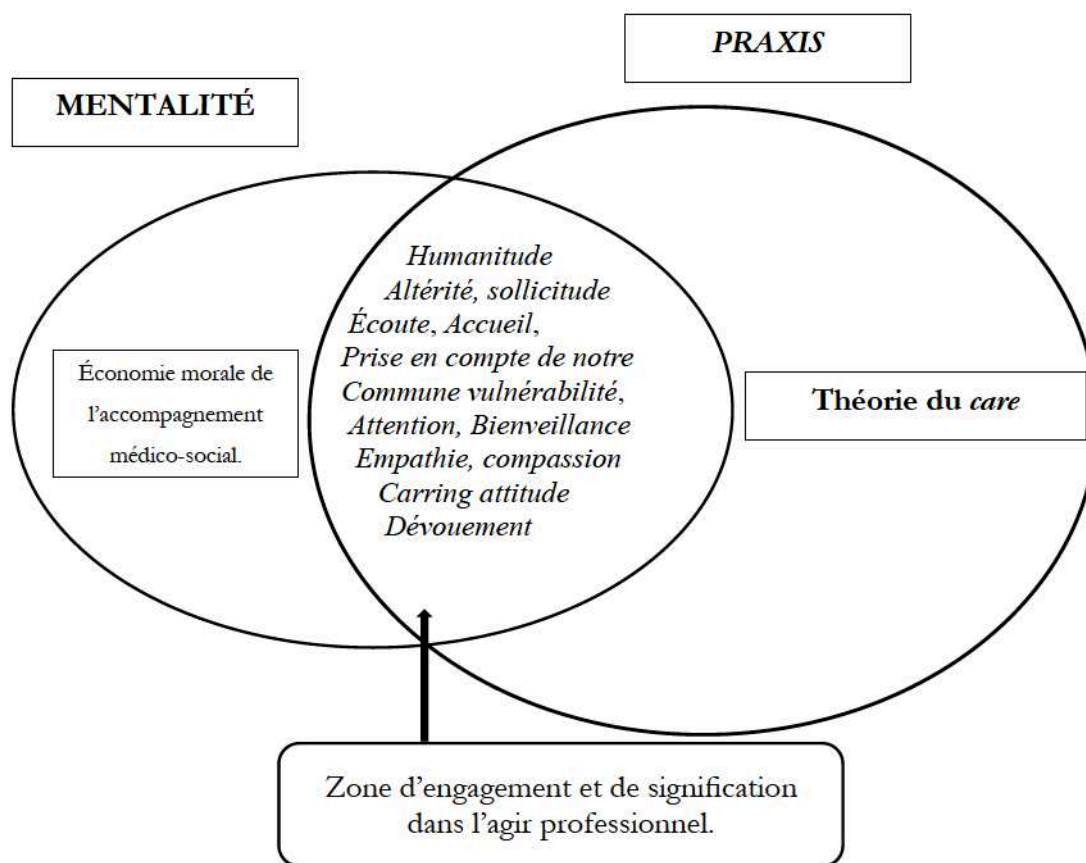 PRAXIS
MENTALITÉ
Humanitude
Altérité, sollicitude
Écoute, Accueil,
Prise en compte de notre
Commune vulnérabilité,
Attention, Bienveillance
Empathie, compassion
Carring attitude
Dévouement
Économie morale de
l’accompagnement
médico-social.
Théorie du care
Zone d’engagement et de signification
dans l’agir professionnel.